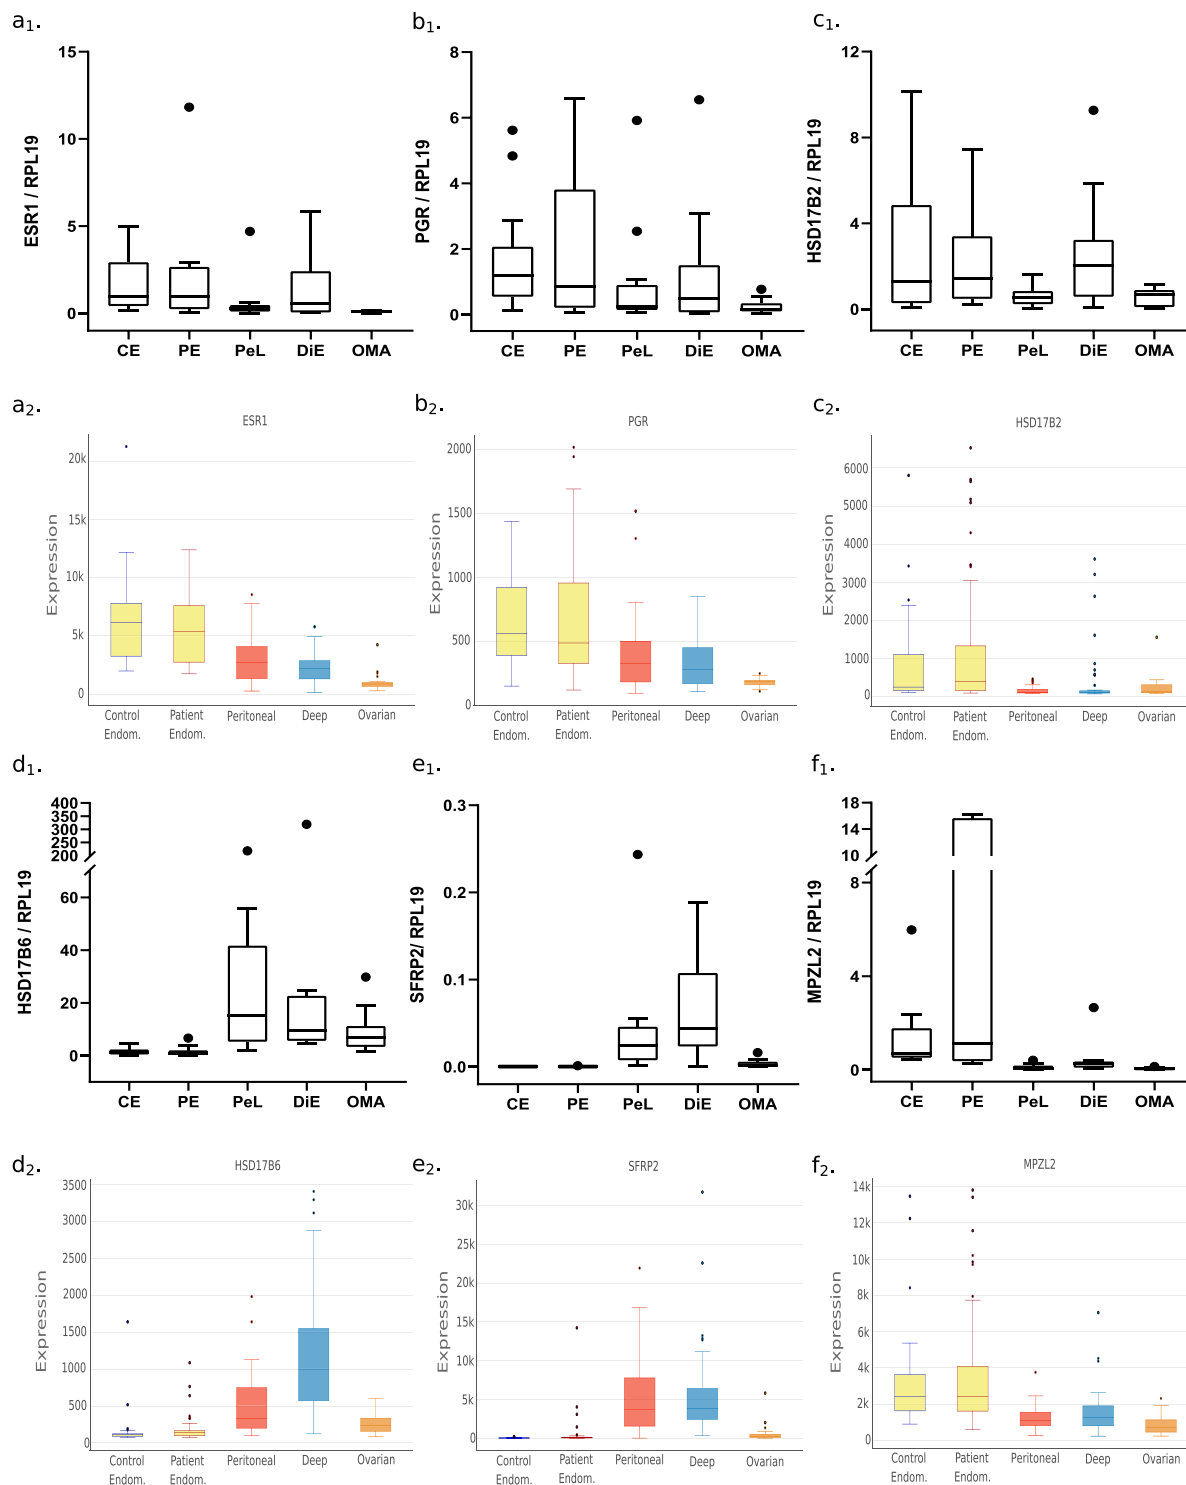 a1.
b1.
c1.
15
10
5
0
ESR1 / RPL19
CE PE PeL DiE OMA
8
6
4
2
0
PGR / RPL19
CE PE PeL DiE OMA
12
8
4
0
HSD17B2 / RPL19
CE PE PeL DiE OMA
a2.
b2.
c2.
ESR1
20k
15k
10k
5k
0
Expression
Control Endom.
Patient Endom.
Peritoneal
Deep
Ovarian
PGR
2000
1500
1000
500
0
Expression
Control Endom.
Patient Endom.
Peritoneal
Deep
Ovarian
HSD17B2
6000
5000
4000
3000
2000
1000
0
Control Endom.
Patient Endom.
Peritoneal
Deep
Ovarian
d1.
e1.
f1.
400
350
300
250
200
60
40
20
0
HSD17B6 / RPL19
CE PE PeL DiE OMA
0.3
0.2
0.1
0.0
SFRP2/ RPL19
CE PE PeL DiE OMA
18
14
10
8
4
0
MPZL2 / RPL19
CE PE PeL DiE OMA
d2.
e2.
f2.
HSD17B6
3500
3000
2500
2000
1500
1000
500
0
Expression
Control Endom.
Patient Endom.
Peritoneal
Deep
Ovarian
SFRP2
30k
25k
20k
15k
10k
5k
0
Expression
Control Endom.
Patient Endom.
Peritoneal
Deep
Ovarian
MPZL2
14k
12k
10k
8k
6k
4k
2k
0
Expression
Control Endom.
Patient Endom.
Peritoneal
Deep
Ovarian